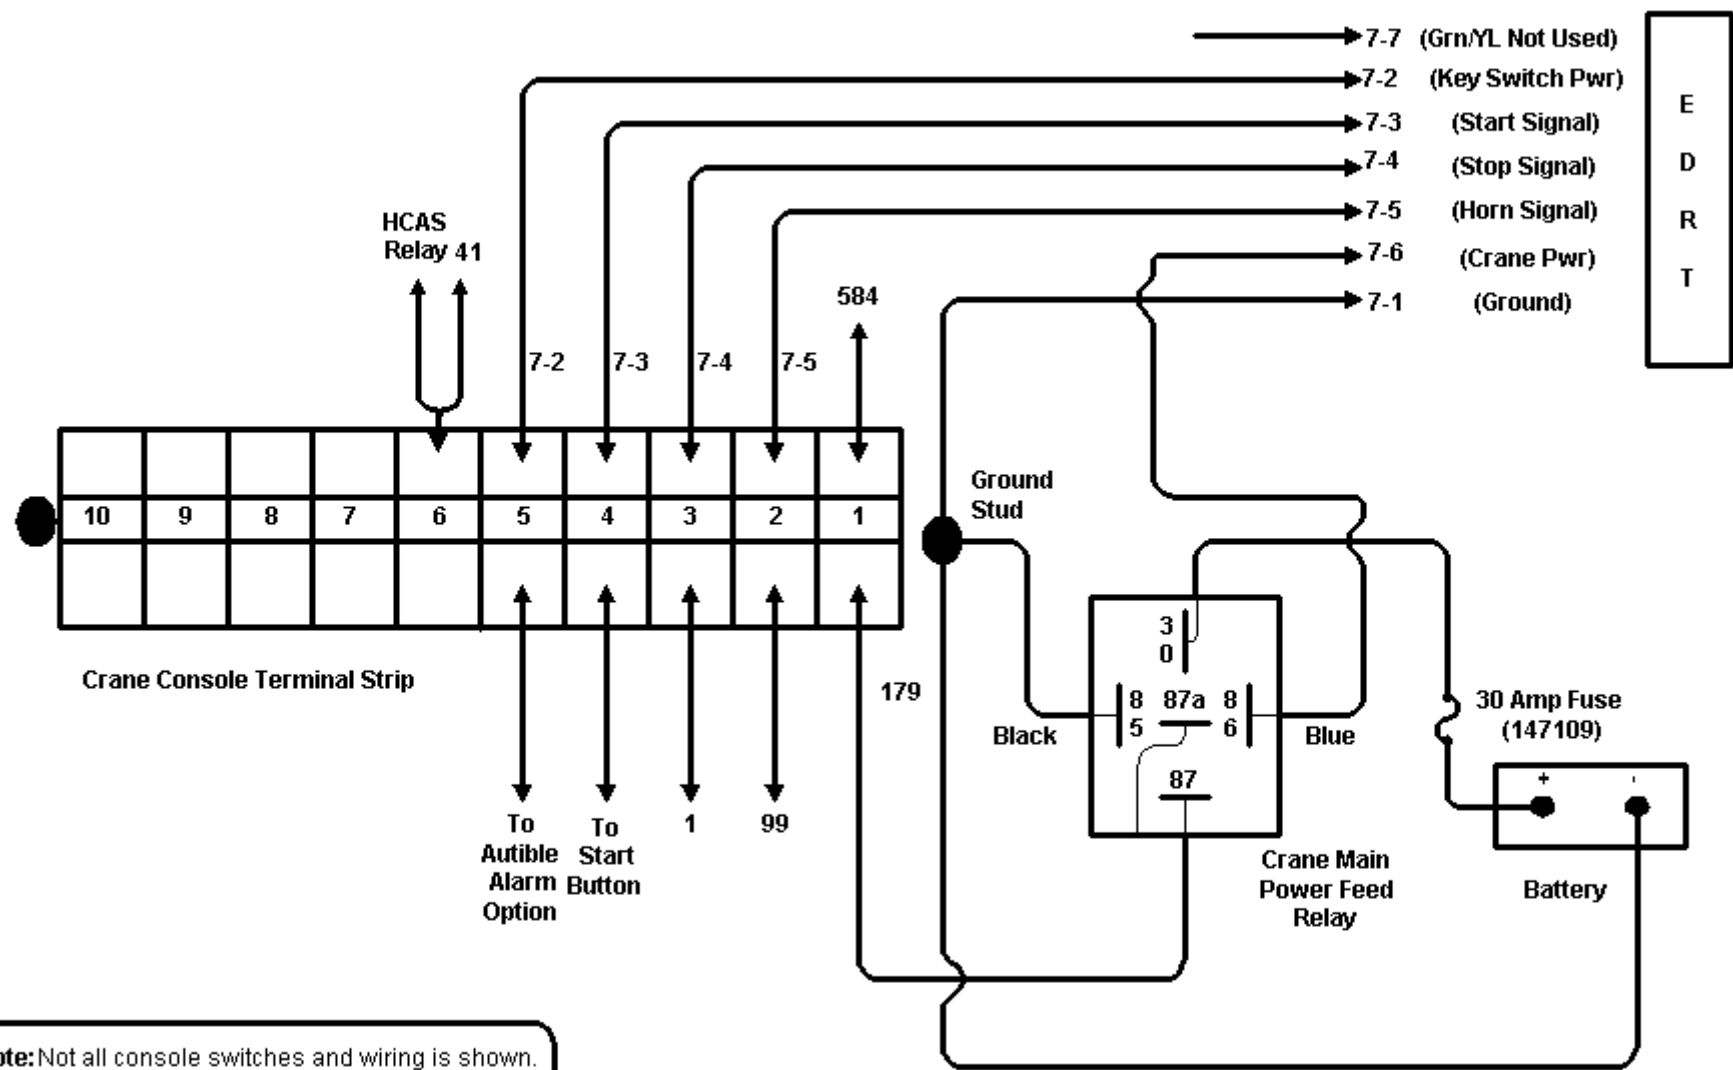 7-7 (Grn/YL Not Used)
7-2 (Key Switch Pwr)
7-3 (Start Signal)
7-4 (Stop Signal)
7-5 (Horn Signal)
7-6 (Crane Pwr)
7-1 (Ground)
E
D
R
T
HCAS
Relay 41
584
7-2
7-3
7-4
7-5
Ground
Stud
10 9 8 7 6 5 4 3 2 1
Crane Console Terminal Strip
179
To
Autible
Alarm
Option
To
Start
Button
1
99
Black
3
0
8
5
87a
8
6
87
Blue
30 Amp Fuse
(147109)
+ -
Battery
Crane Main
Power Feed
Relay
ote: Not all console switches and wiring is shown.